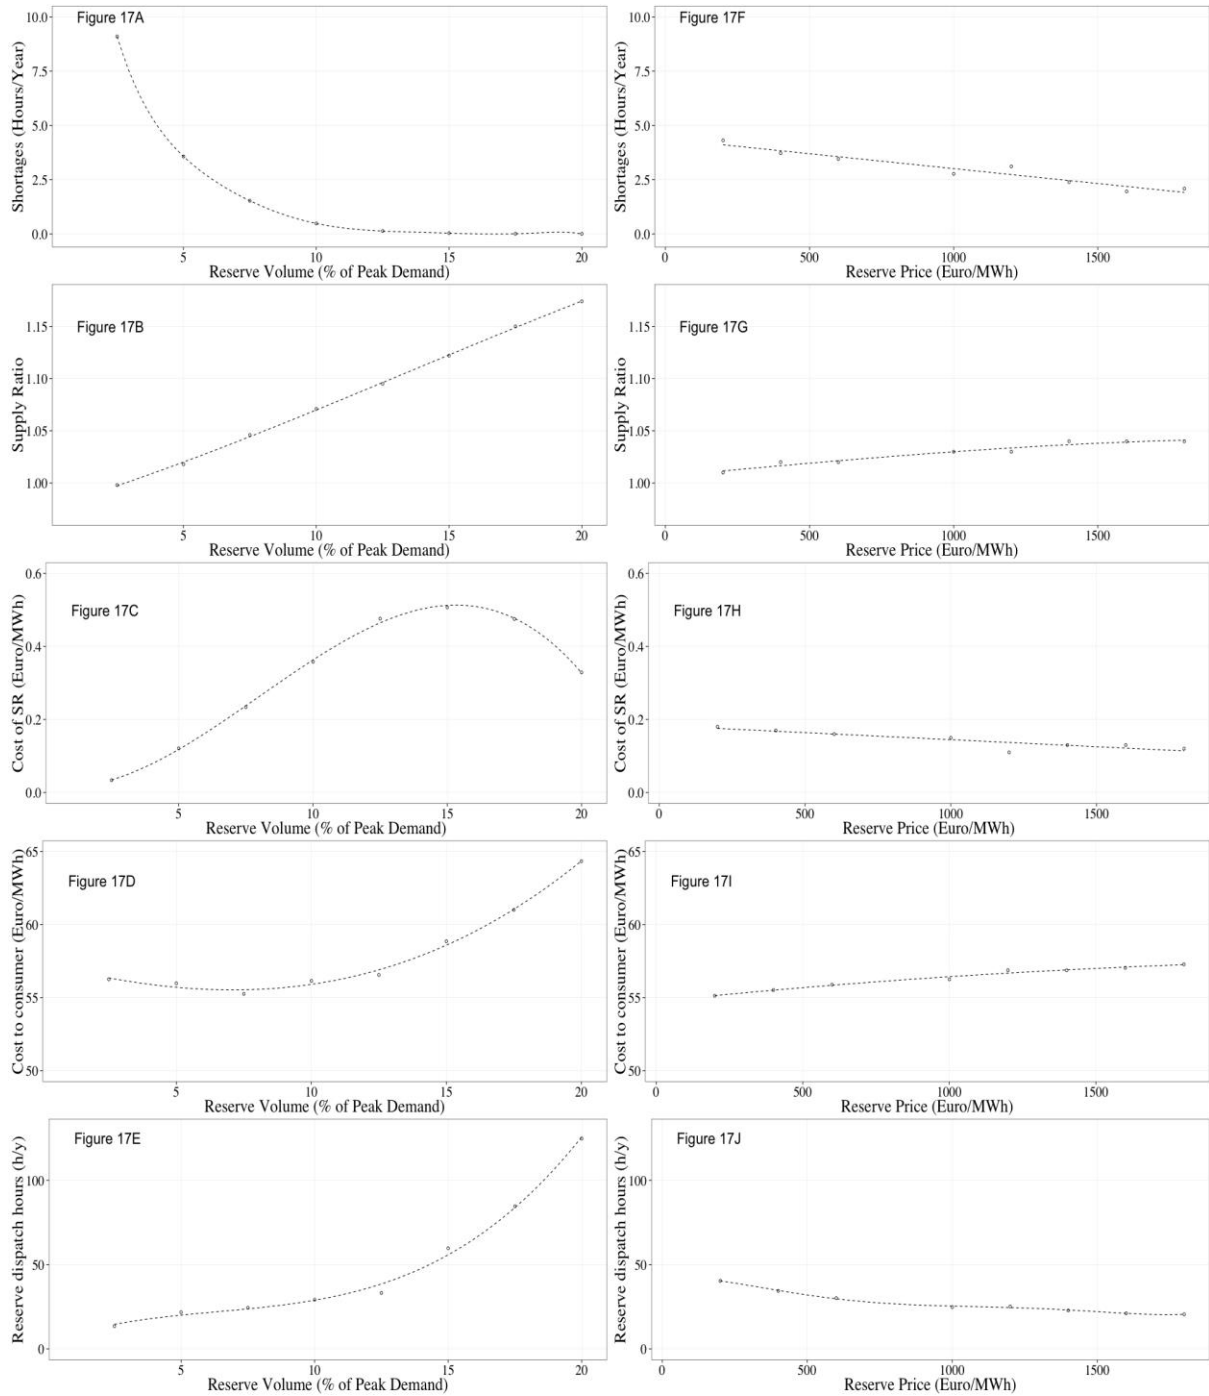 Figure 17A
Shortages (Hours/Year)
10.0
7.5
5.0
2.5
0.0
5 10 15 20
Reserve Volume (% of Peak Demand)
Figure 17F
Shortages (Hours/Year)
10.0
7.5
5.0
2.5
0.0
0 500 1000 1500
Reserve Price (Euro/MWh)
Figure 17B
Supply Ratio
1.15
1.10
1.05
1.00
5 10 15 20
Reserve Volume (% of Peak Demand)
Figure 17G
Supply Ratio
1.15
1.10
1.05
1.00
0 500 1000 1500
Reserve Price (Euro/MWh)
Figure 17C
Cost of SR (Euro/MWh)
0.6
0.4
0.2
0.0
5 10 15 20
Reserve Volume (% of Peak Demand)
Figure 17H
Cost of SR (Euro/MWh)
0.6
0.4
0.2
0.0
0 500 1000 1500
Reserve Price (Euro/MWh)
Figure 17D
Cost to consumer (Euro/MWh)
65
60
55
50
5 10 15 20
Reserve Volume (% of Peak Demand)
Figure 17I
Cost to consumer (Euro/MWh)
65
60
55
50
0 500 1000 1500
Reserve Price (Euro/MWh)
Figure 17E
Reserve dispatch hours (h/y)
100
50
0
5 10 15 20
Reserve Volume (% of Peak Demand)
Figure 17J
Reserve dispatch hours (h/y)
100
50
0
0 500 1000 1500
Reserve Price (Euro/MWh)